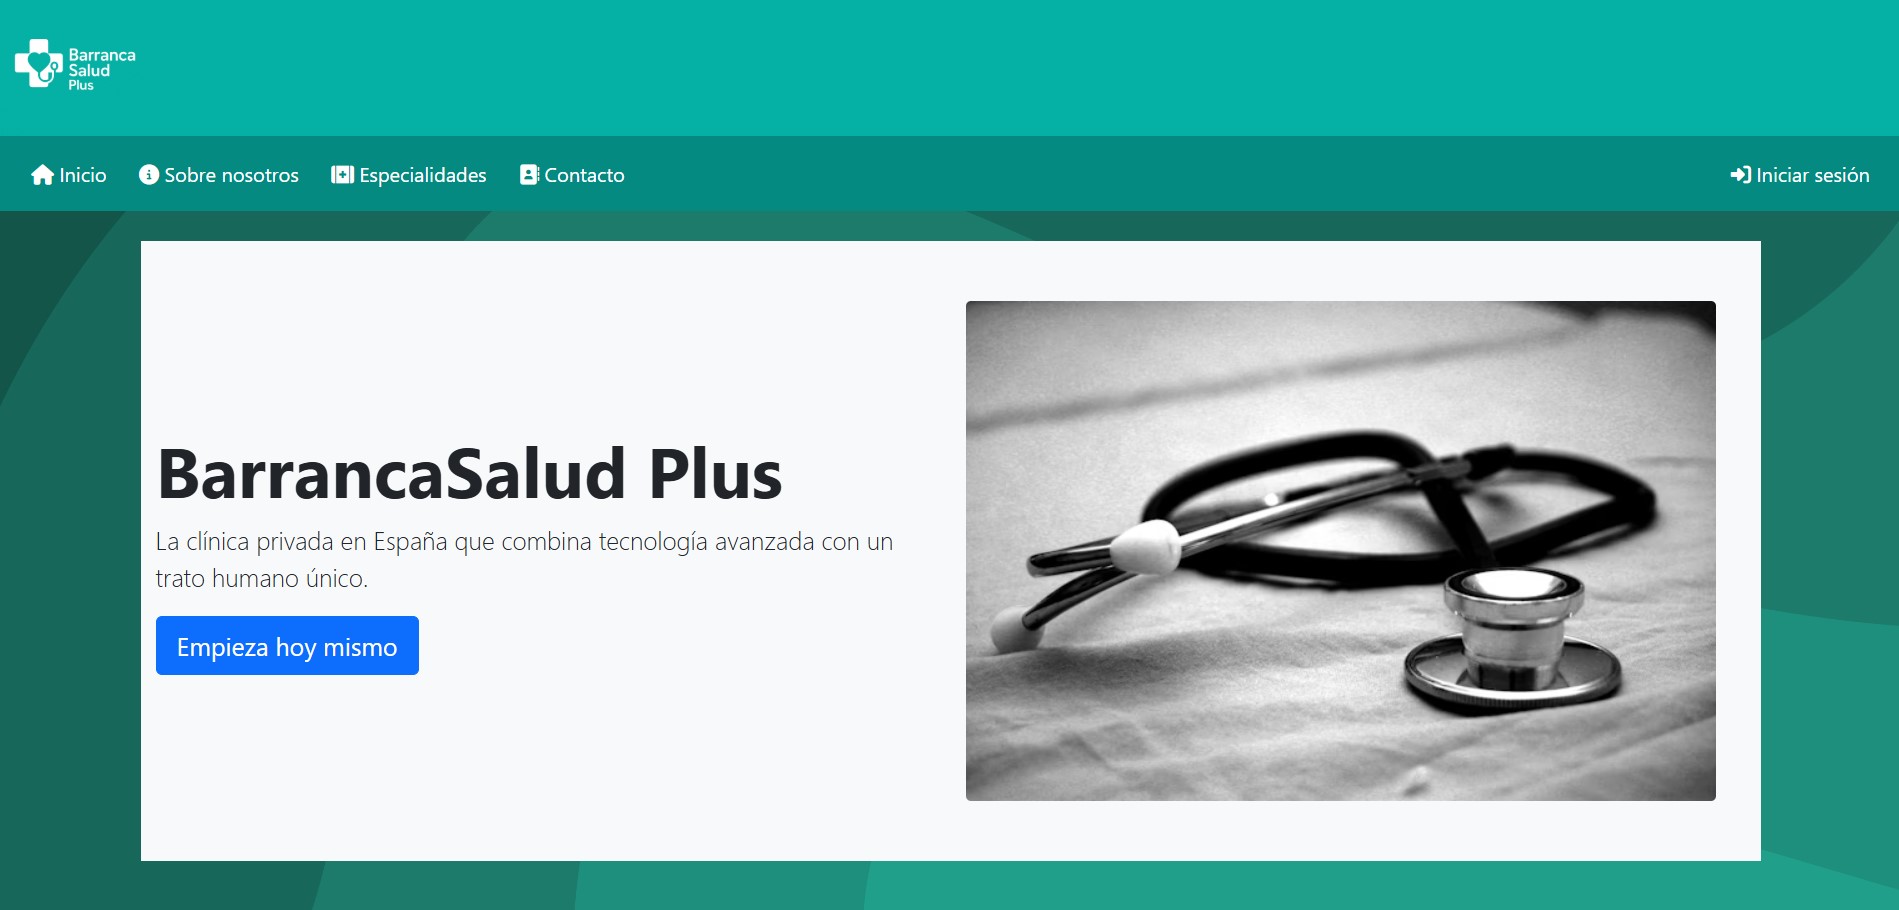 Barranca
Salud
Plus
Inicio
Sobre nosotros
Especialidades
Contacto
Iniciar sesión
BarrancaSalud Plus
La clínica privada en España que combina tecnología avanzada con un
trato humano único.
Empieza hoy mismo